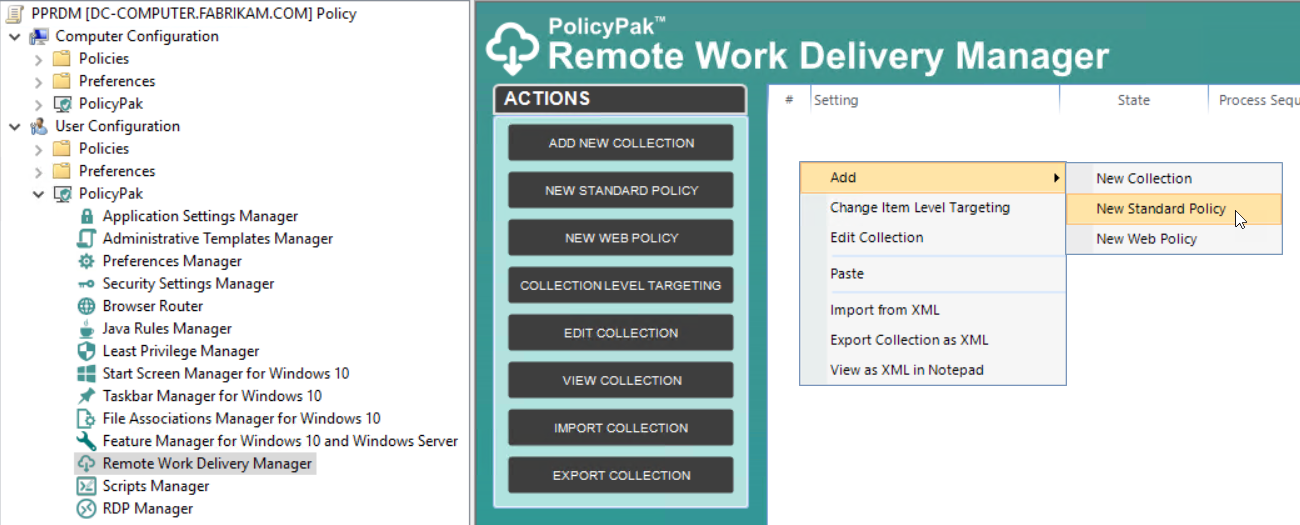 PPRDM [DC-COMPUTER.FABRIKAM.COM] Policy
Computer Configuration
Policies
Preferences
PolicyPak
User Configuration
Policies
Preferences
PolicyPak
Application Settings Manager
Administrative Templates Manager
Preferences Manager
Security Settings Manager
Browser Router
Java Rules Manager
Least Privilege Manager
Start Screen Manager for Windows 10
Taskbar Manager for Windows 10
File Associations Manager for Windows 10
Feature Manager for Windows 10 and Windows Server
Remote Work Delivery Manager
Scripts Manager
RDP Manager
PolicyPak™
Remote Work Delivery Manager
ACTIONS
ADD NEW COLLECTION
NEW STANDARD POLICY
NEW WEB POLICY
COLLECTION LEVEL TARGETING
EDIT COLLECTION
VIEW COLLECTION
IMPORT COLLECTION
EXPORT COLLECTION
# Setting State Process Sequ
Add
Change Item Level Targeting
Edit Collection
Paste
Import from XML
Export Collection as XML
View as XML in Notepad
New Collection
New Standard Policy
New Web Policy